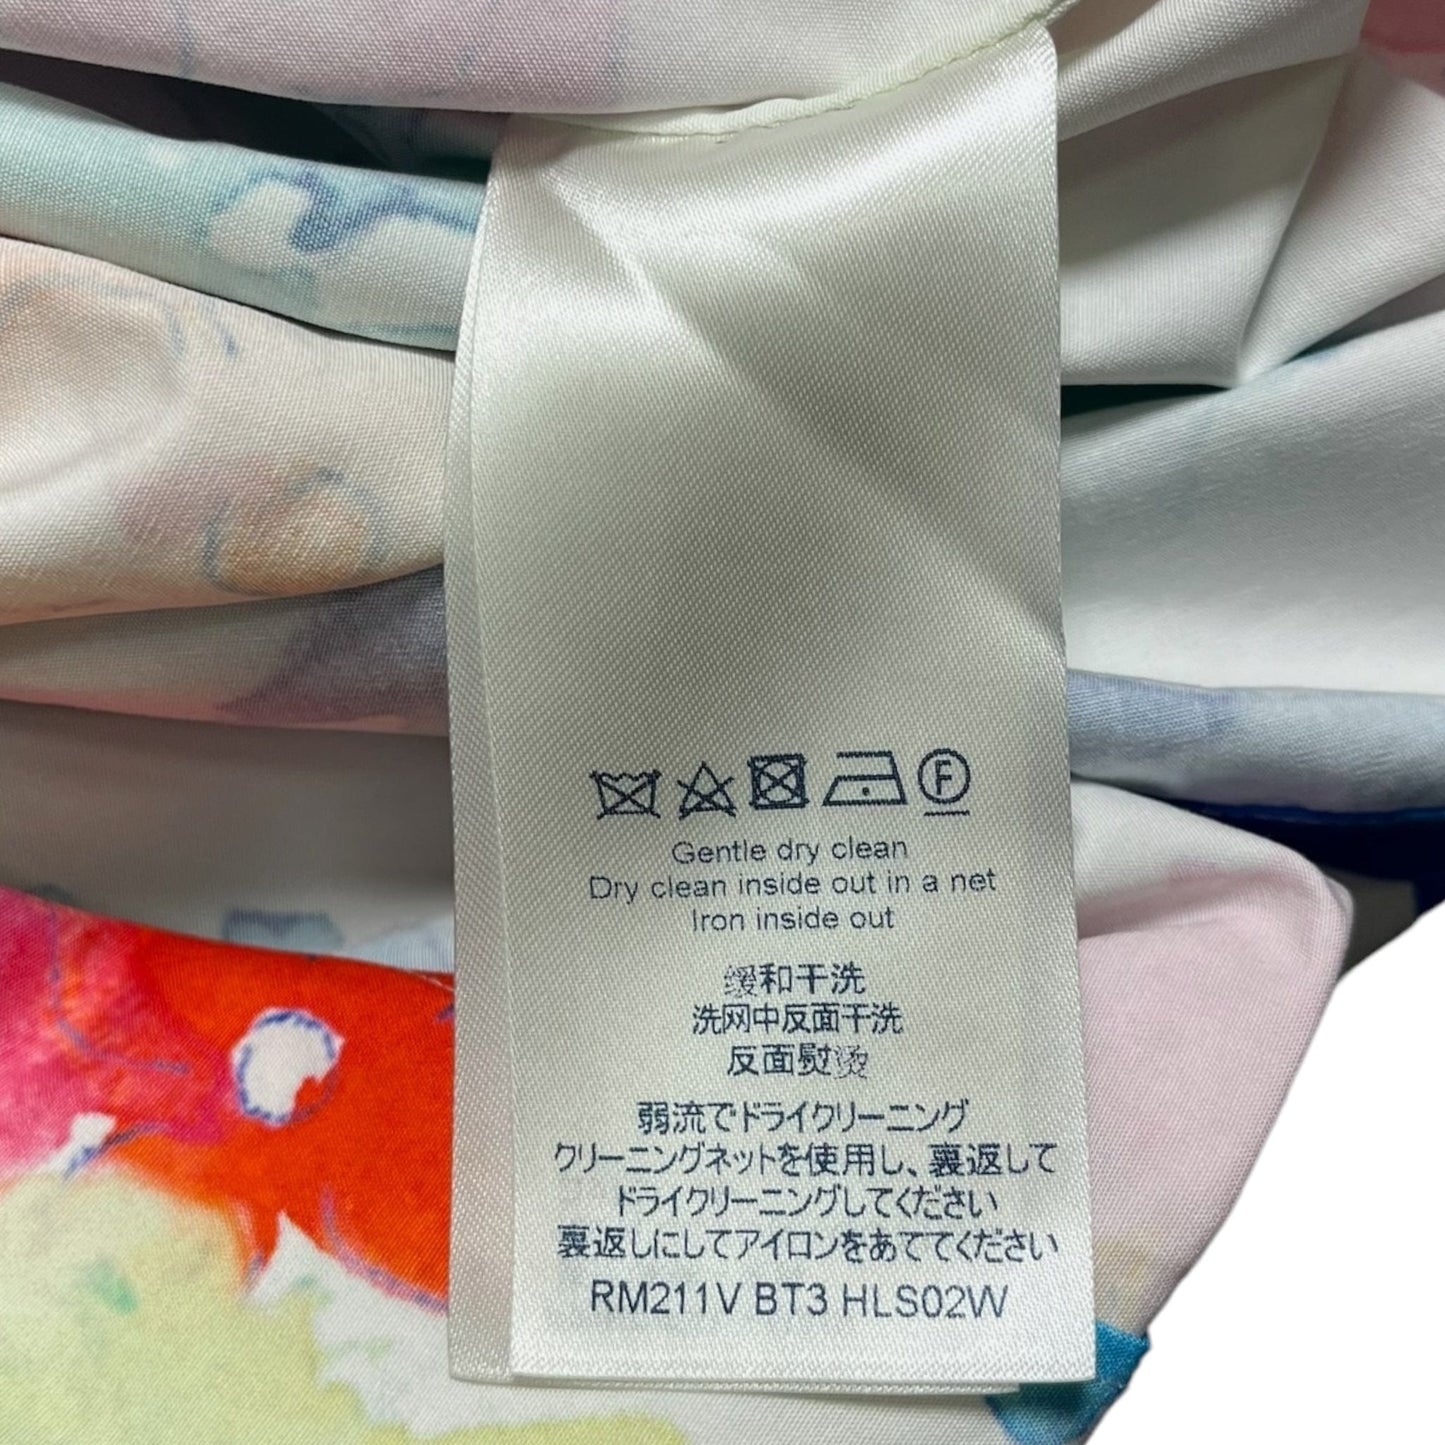 F
Gentle dry clean
Dry clean inside out in a net
Iron inside out
缓和干洗
洗网中反面干洗
反面熨烫
弱流でドライクリーニング
クリーニングネットを使用し、裏返して
ドライクリーニングしてください
裏返しにしてアイロンをあててください
RM211V BT3 HLS02W